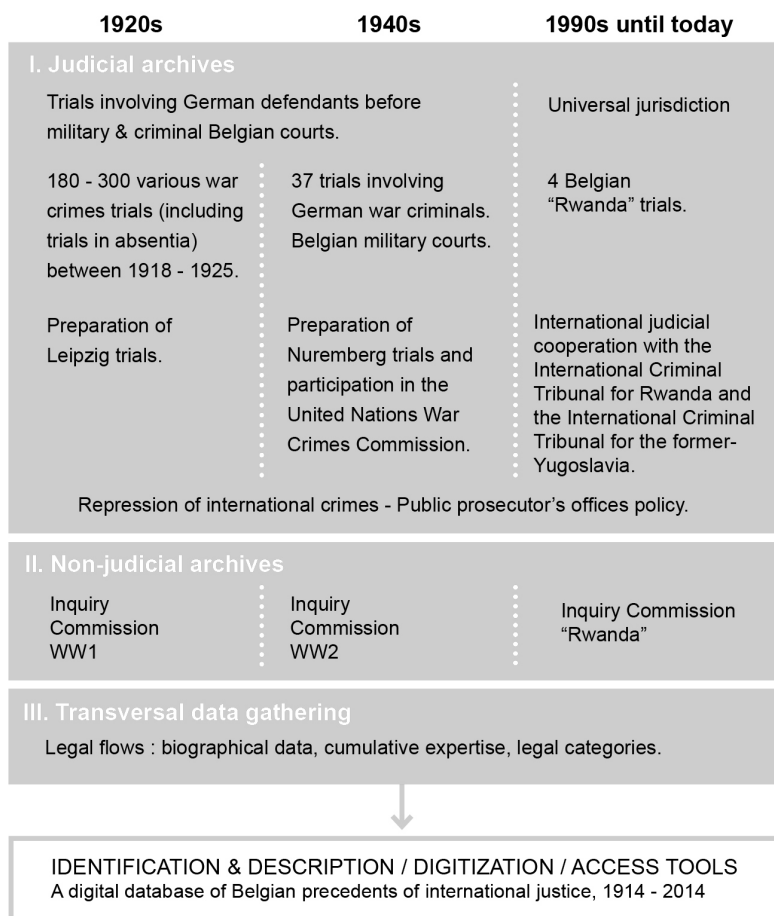 1920s
1940s
1990s until today
I. Judicial archives
Trials involving German defendants before
military & criminal Belgian courts.
Universal jurisdiction
180 - 300 various war
crimes trials (including
trials in absentia)
between 1918 - 1925.
37 trials involving
German war criminals.
Belgian military courts.
4 Belgian
“Rwanda” trials.
Preparation of
Leipzig trials.
Preparation of
Nuremberg trials and
participation in the
United Nations War
Crimes Commission.
International judicial
cooperation with the
International Criminal
Tribunal for Rwanda and
the International Criminal
Tribunal for the former-
Yugoslavia.
Repression of international crimes - Public prosecutor’s offices policy.
II. Non-judicial archives
Inquiry
Commission
WW1
Inquiry
Commission
WW2
Inquiry Commission
“Rwanda”
III. Transversal data gathering
Legal flows : biographical data, cumulative expertise, legal categories.
IDENTIFICATION & DESCRIPTION / DIGITIZATION / ACCESS TOOLS
A digital database of Belgian precedents of international justice, 1914 - 2014